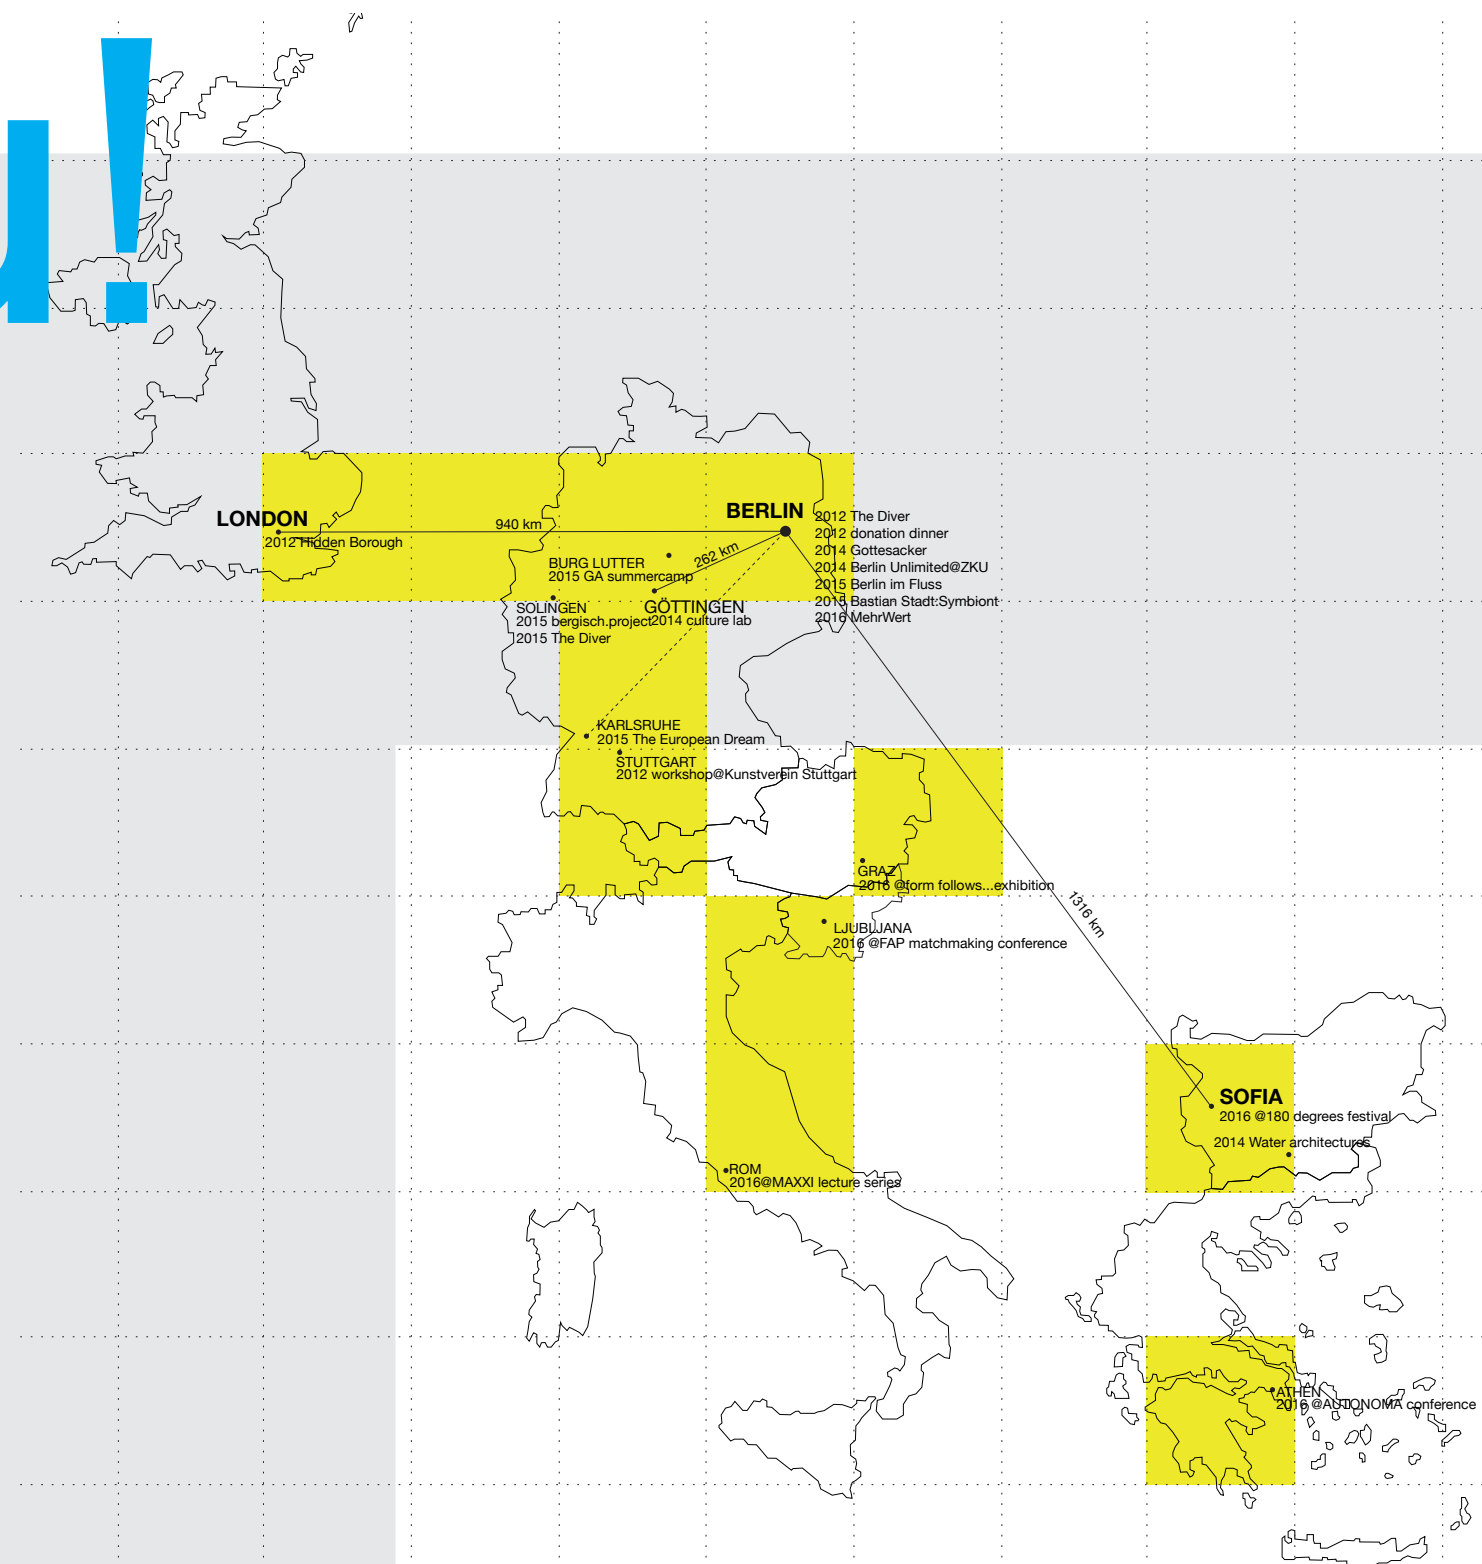 u!
LONDON
2012 Hidden Borough
940 km
BERLIN
2012 The Diver
2012 donation dinner
2014 Gottesacker
2014 Berlin Unlimited@ZKU
2015 Berlin im Fluss
2015 Bastian Stadt:Symbiont
2016 MehrWert
262 km
BURG LUTTER
2015 GA summercamp
SOLINGEN
2015 bergisch.project
2015 The Diver
GÖTTINGEN
2014 culture lab
KARLSRUHE
2015 The European Dream
STUTTGART
2012 workshop@Kunstverein Stuttgart
GRAZ
2016 @form follows...exhibition
1316 km
LJUBLJANA
2016 @FAP matchmaking conference
SOFIA
2016 @180 degrees festival
2014 Water architectures
ROM
2016@MAXXI lecture series
ATHEN
2016 @AUTONOMA conference